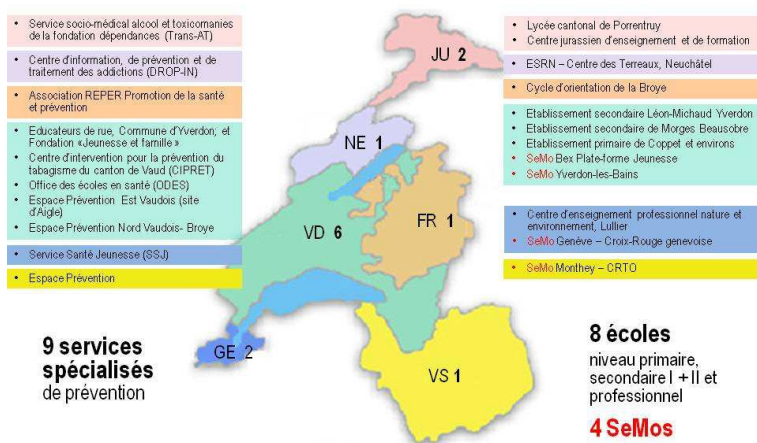 • Service socio-médical alcool et toxicomanies de
la fondation dépendances (Trans-AT)
• Centre d'information, de prévention et de
traitement des addictions (DROP-IN)
• Association REPER Promotion de la santé
et prévention
• Educateurs de rue, Commune d'Yverdon; et
Fondation «Jeunesse et famille»
• Centre d'intervention pour la prévention du
tabagisme du canton de Vaud (CIPRET)
• Office des écoles en santé (ODES)
• Espace Prévention Est Vaudois (site
d'Aigle)
• Espace Prévention Nord Vaudois- Broye
• Service Santé Jeunesse (SSJ)
• Espace Prévention
9 services
spécialisés
de prévention
JU 2
NE 1
VD 6
FR 1
GE 2
VS 1
• Lycée cantonal de Porrentruy
• Centre jurassien d'enseignement et de formation
• ESRN – Centre des Terreaux, Neuchâtel
• Cycle d'orientation de la Broye
• Etablissement secondaire Léon-Michaud Yverdon
• Etablissement secondaire de Morges Beausobre
• Etablissement primaire de Coppet et environs
• SeMo Bex Plate-forme Jeunesse
• SeMo Yverdon-les-Bains
• Centre d'enseignement professionnel nature et
environnement, Lullier
• SeMo Genève – Croix-Rouge genevoise
• SeMo Monthey – CRTO
8 écoles
niveau primaire,
secondaire I + II et
professionnel
4 SeMos